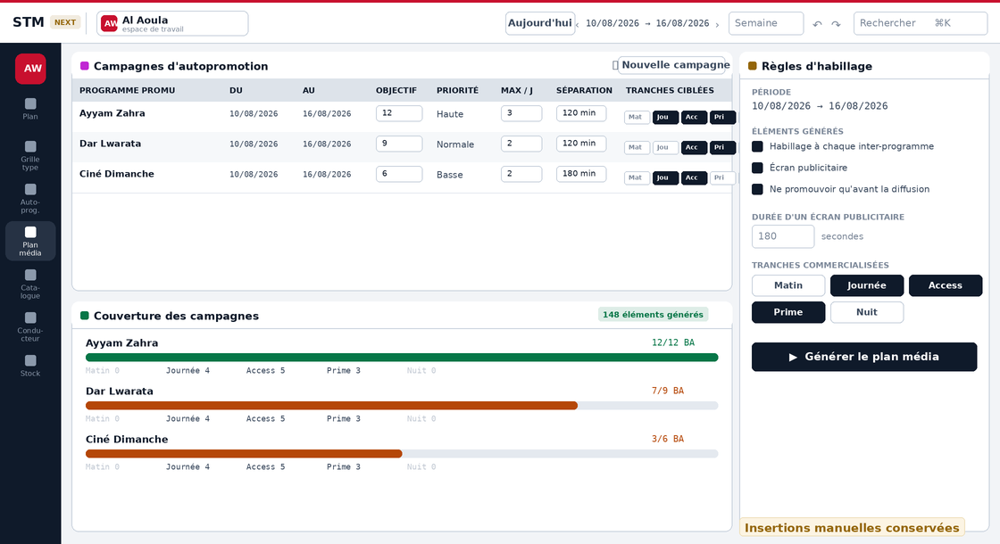 STM NEXT AW Al Aoula Aujourd'hui ‹ 10/08/2026 → 16/08/2026 › Semaine ↶ ↷ Rechercher ⌘K
espace de travail
AW
Plan
Grille
type
Auto-
prog.
Plan
média
Cata-
logue
Condu-
cteur
Stock
Campagnes d'autopromotion Nouvelle campagne
PROGRAMME PROMU DU AU OBJECTIF PRIORITÉ MAX / J SÉPARATION TRANCHES CIBLÉES
Ayyam Zahra 10/08/2026 16/08/2026 12 Haute 3 120 min Mat Jou Acc Pri
Dar Lwarata 10/08/2026 16/08/2026 9 Normale 2 120 min Mat Jou Acc Pri
Ciné Dimanche 10/08/2026 16/08/2026 6 Basse 2 180 min Mat Jou Acc Pri
Couverture des campagnes 148 éléments générés
Ayyam Zahra 12/12 BA
Matin 0 Journée 4 Access 5 Prime 3 Nuit 0
Dar Lwarata 7/9 BA
Matin 0 Journée 4 Access 5 Prime 3 Nuit 0
Ciné Dimanche 3/6 BA
Matin 0 Journée 4 Access 5 Prime 3 Nuit 0
Règles d'habillage
PÉRIODE
10/08/2026 → 16/08/2026
ÉLÉMENTS GÉNÉRÉS
Habillage à chaque inter-programme
Écran publicitaire
Ne promouvoir qu'avant la diffusion
DURÉE D'UN ÉCRAN PUBLICITAIRE
180 secondes
TRANCHES COMMERCIALISÉES
Matin Journée Access
Prime Nuit
▶ Générer le plan média
Insertions manuelles conservées